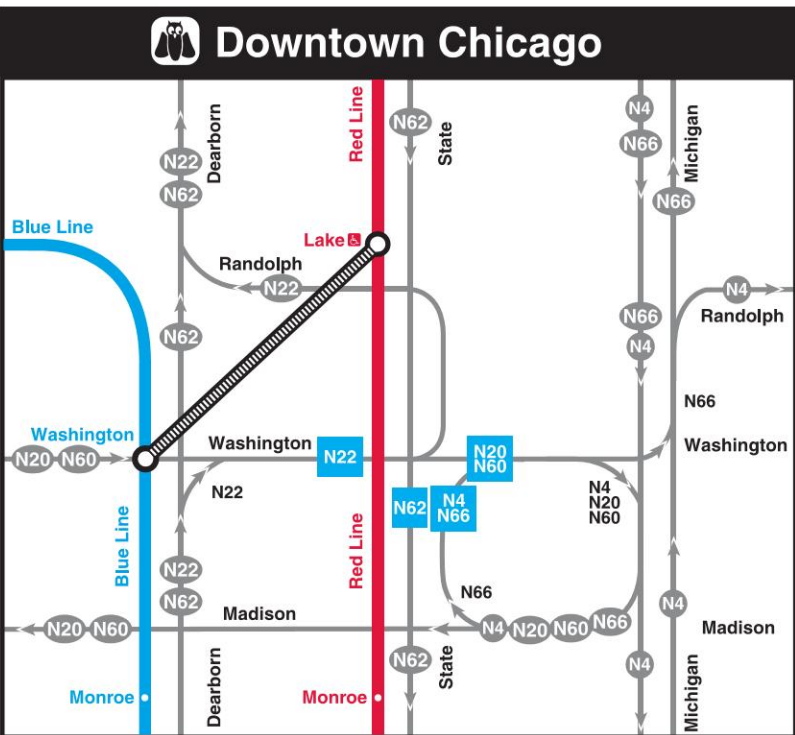 Downtown Chicago
Dearborn
N22
N62
Red Line
N62
State
N4
N66
Michigan
N66
Blue Line
Lake
Randolph
N22
N4
Randolph
N62
N66
N4
N66
Washington
N20 N60
Washington
N22
N20
N60
Washington
N22
N4
N20
N60
N62
N4
N66
Blue Line
Red Line
N22
N62
N66
Madison
N20 N60
N4 N20 N60 N66
N4
Madison
Dearborn
N62
State
N4
Michigan
Monroe
Monroe